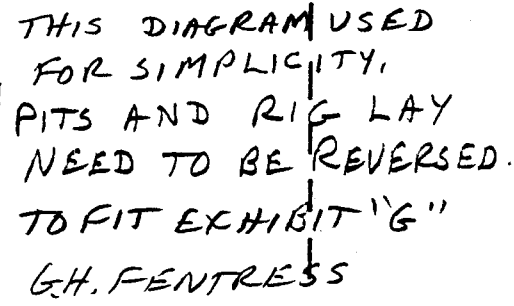 THIS DIAGRAM USED
FOR SIMPLICITY,
PITS AND RIG LAY
NEED TO BE REVERSED.
TO FIT EXHIBIT "G"
G.H. FENTRESS